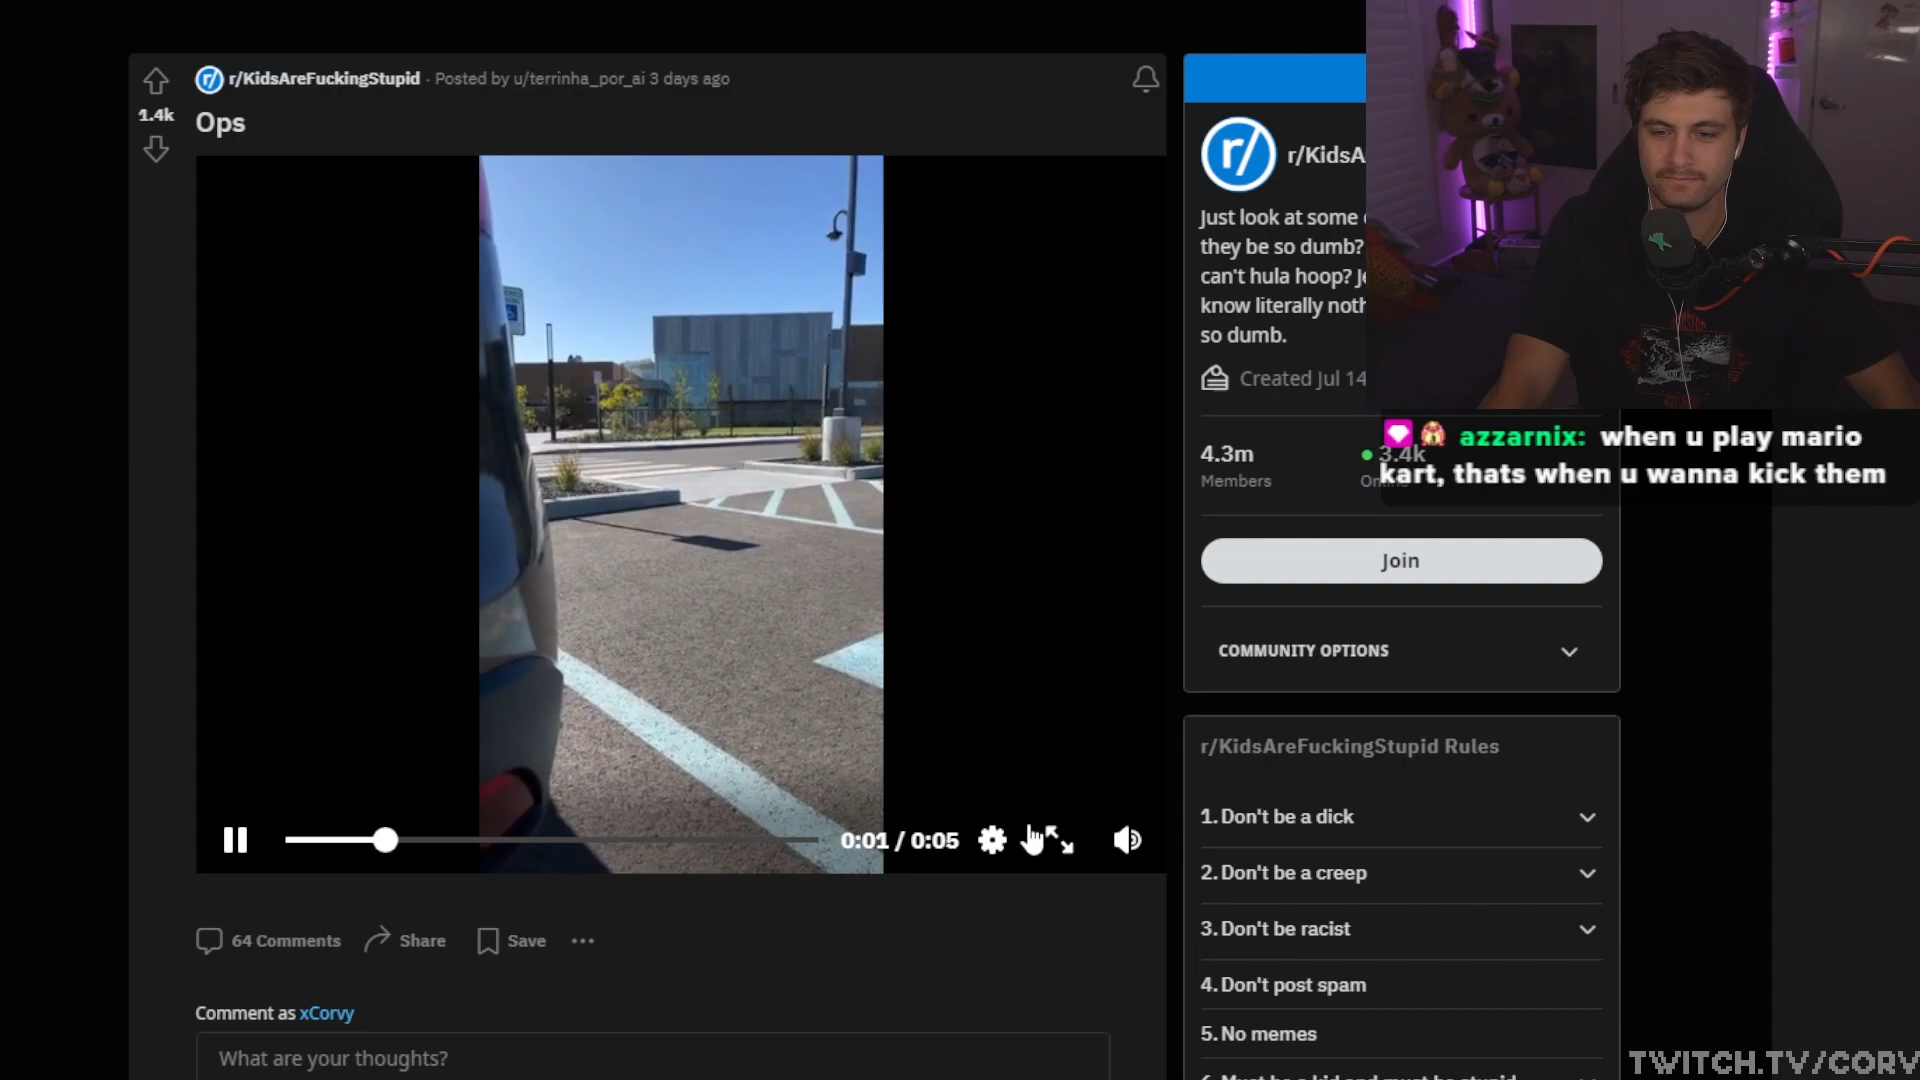 r/KidsAreFuckingStupid · Posted by u/terrinha_por_ai 3 days ago
1.4k
Ops
0:01 / 0:05
64 Comments
Share
Save
Comment as xCorvy
What are your thoughts?
r/KidsA
Just look at some
they be so dumb?
can't hula hoop?
know literally noth
so dumb.
Created Jul 14
4.3m
Members
3.4k
azzarnix: when u play mario
kart, thats when u wanna kick them
Join
COMMUNITY OPTIONS
r/KidsAreFuckingStupid Rules
1. Don't be a dick
2. Don't be a creep
3. Don't be racist
4. Don't post spam
5. No memes
TWITCH.TV/CORV